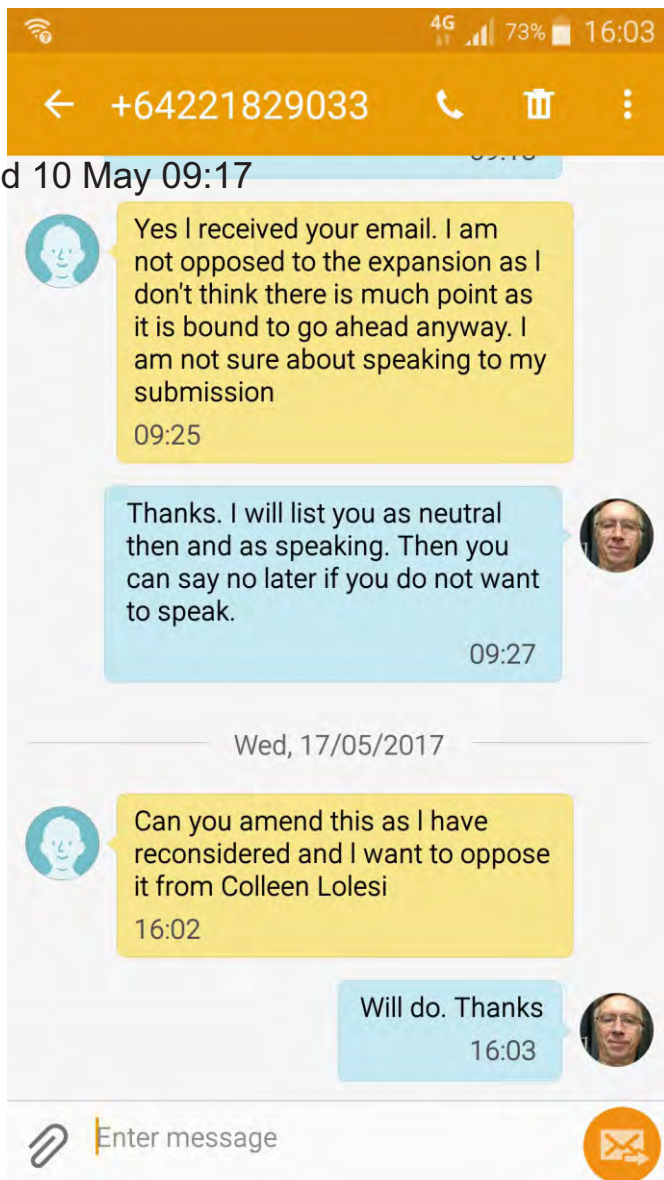 4G 73% 16:03
+64221829033
d 10 May 09:17
Yes I received your email. I am
not opposed to the expansion as I
don't think there is much point as
it is bound to go ahead anyway. I
am not sure about speaking to my
submission
09:25
Thanks. I will list you as neutral
then and as speaking. Then you
can say no later if you do not want
to speak.
09:27
Wed, 17/05/2017
Can you amend this as I have
reconsidered and I want to oppose
it from Colleen Lolesi
16:02
Will do. Thanks
16:03
Enter message